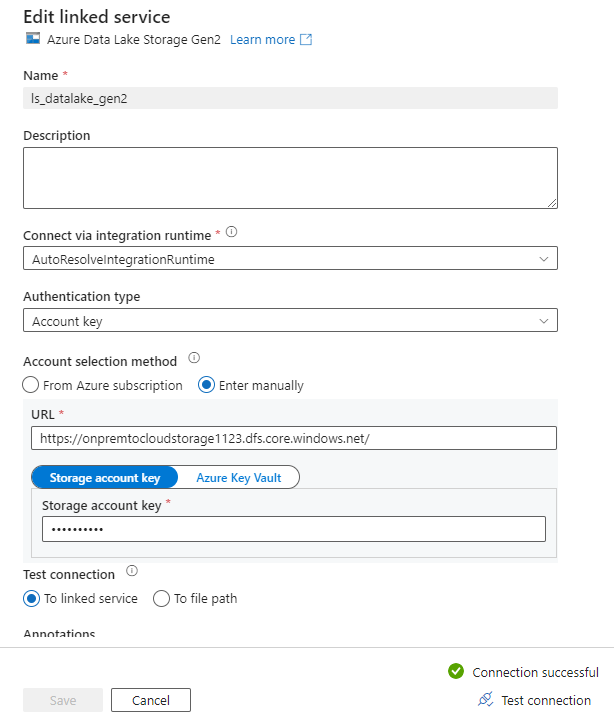 Edit linked service
Azure Data Lake Storage Gen2 Learn more
Name *
ls_datalake_gen2
Description
Connect via integration runtime *
AutoResolveIntegrationRuntime
Authentication type
Account key
Account selection method
From Azure subscription Enter manually
URL *
https://onpremtocloudstorage1123.dfs.core.windows.net/
Storage account key Azure Key Vault
Storage account key *
••••••••••
Test connection
To linked service To file path
Annotations
Connection successful
Save Cancel Test connection